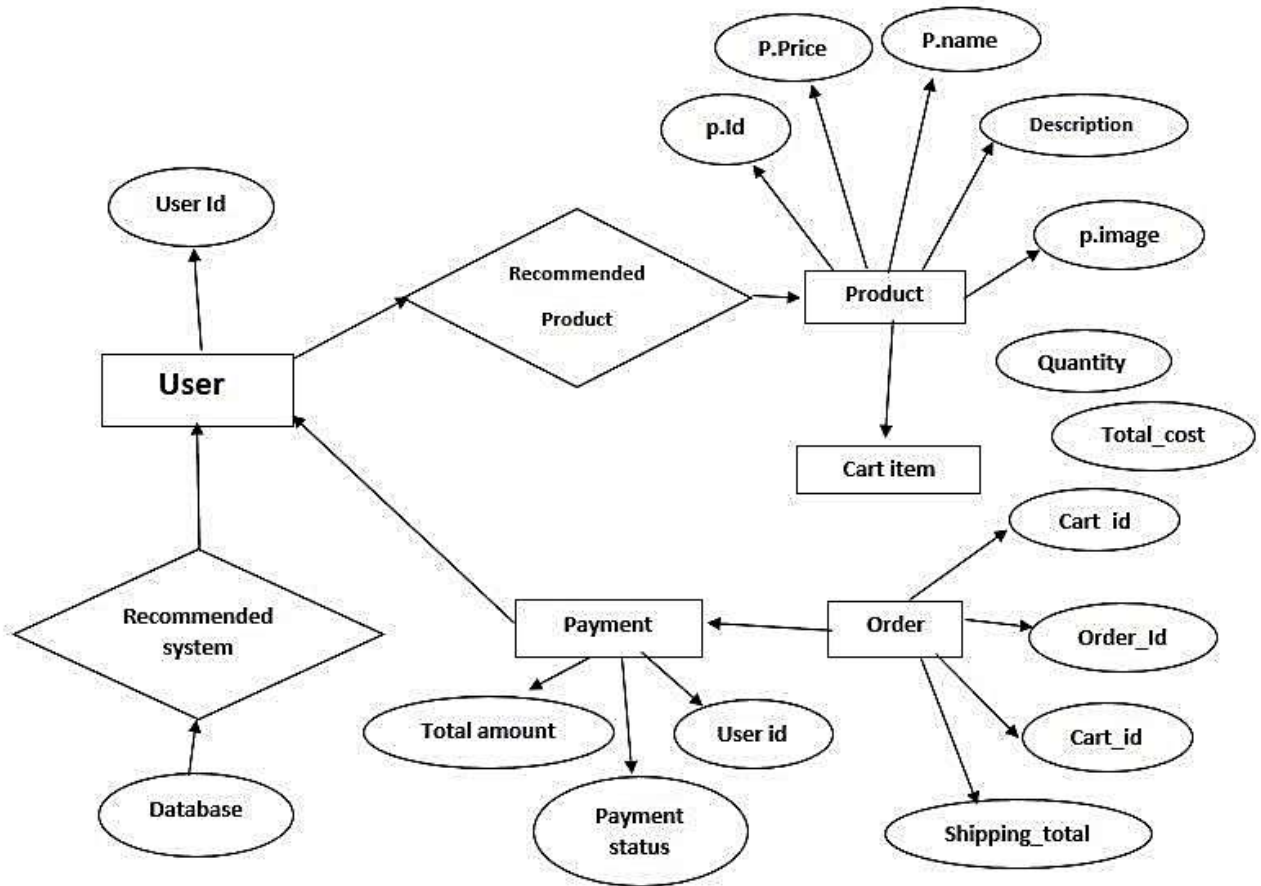 P.Price
P.name
p.Id
Description
User Id
p.image
Recommended
Product
Product
User
Quantity
Total_cost
Cart item
Cart_id
Recommended
system
Payment
Order
Order_Id
Total amount
User id
Cart_id
Database
Payment
status
Shipping_total